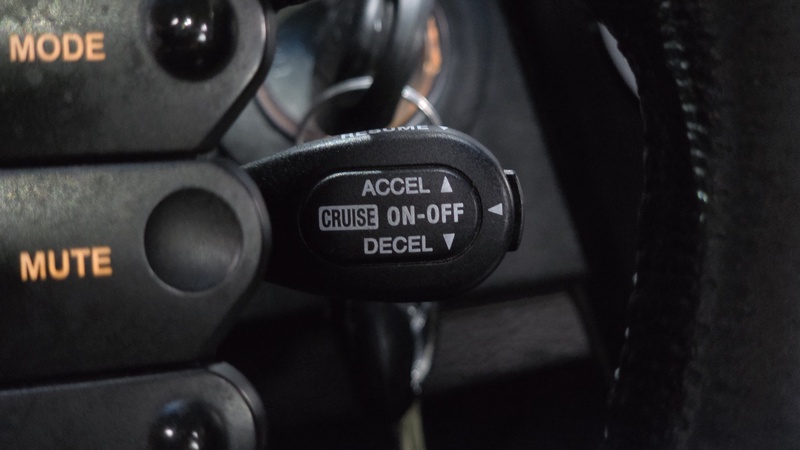 MODE
RESUME ▼
ACCEL ▲
CRUISE ON-OFF ◀
MUTE
DECEL ▼